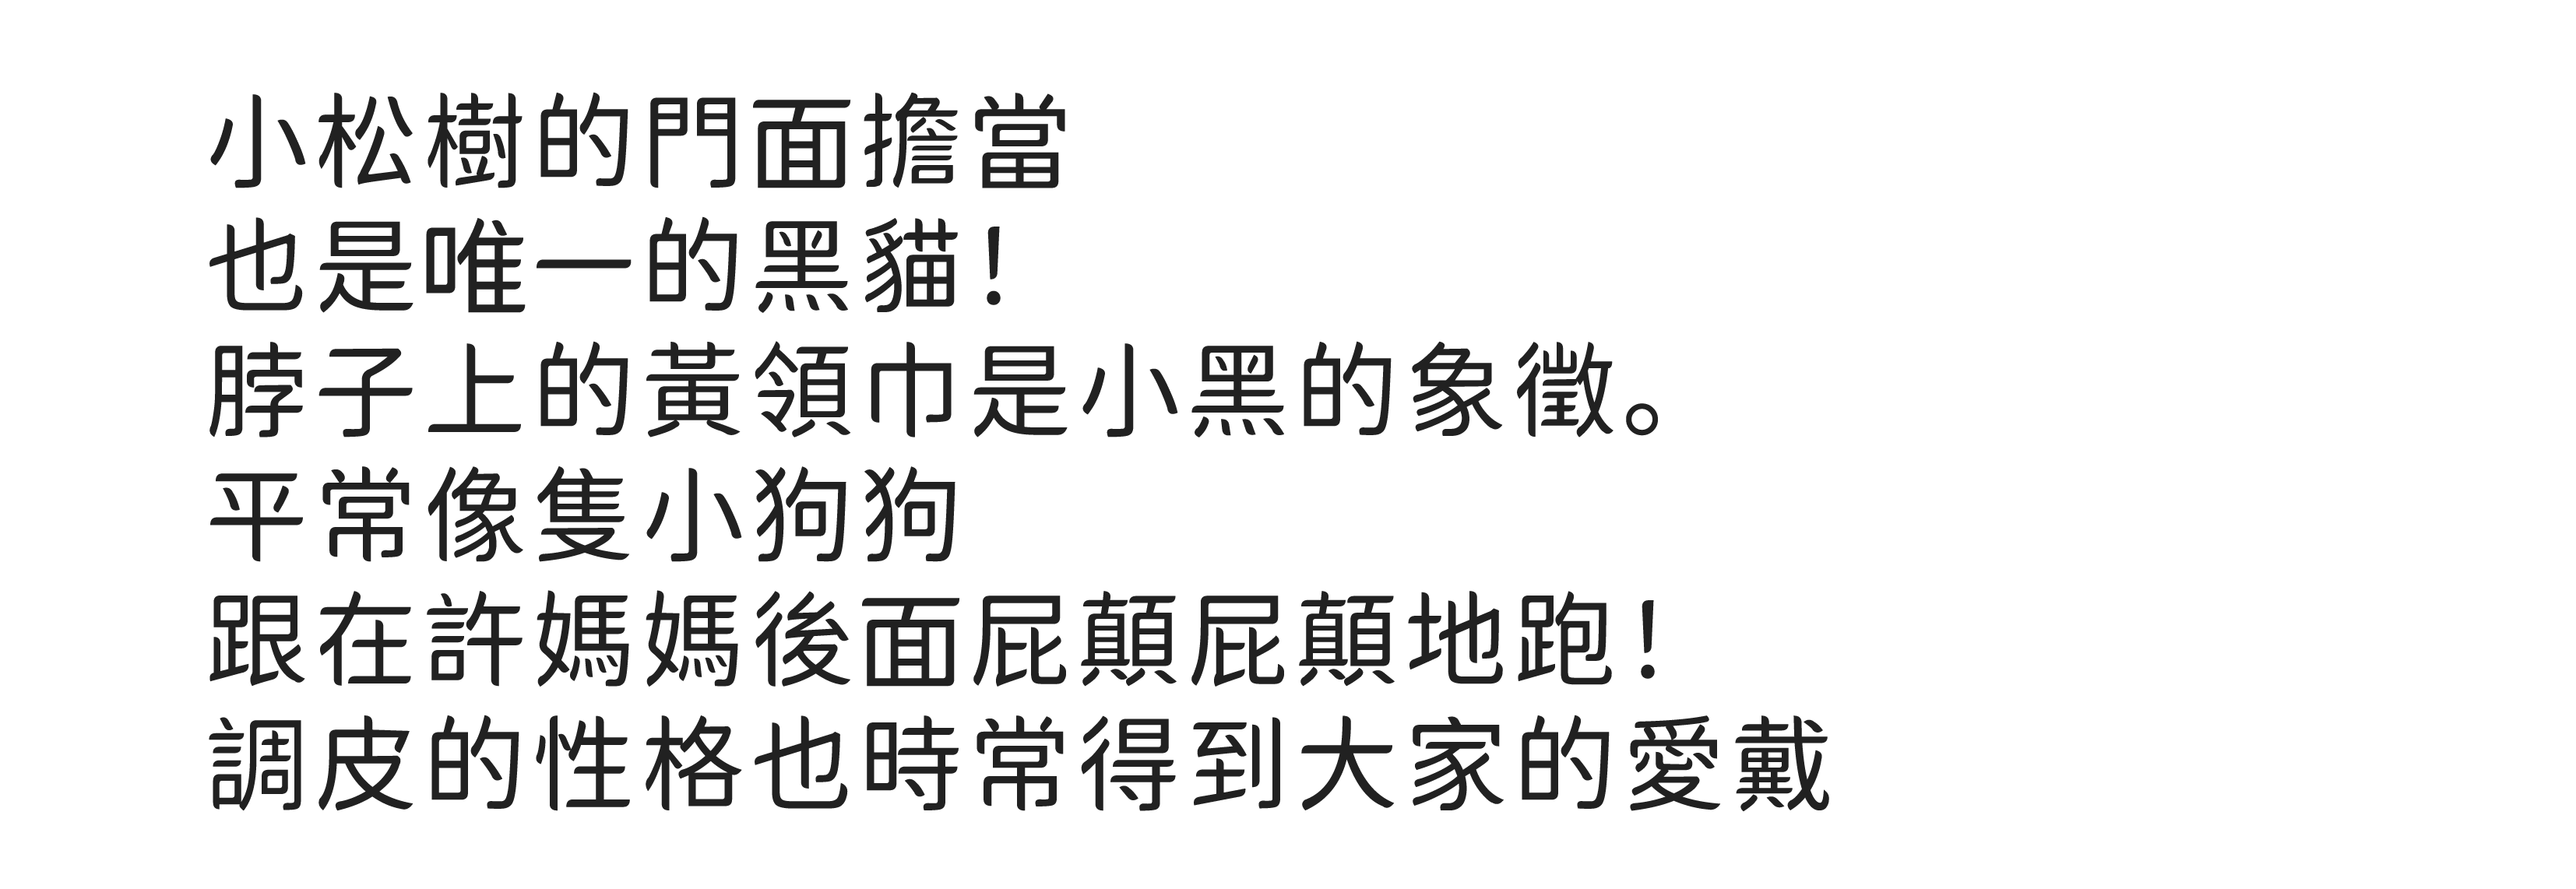 小松樹的門面擔當
也是唯一的黑貓！
脖子上的黃領巾是小黑的象徵。
平常像隻小狗狗
跟在許媽媽後面屁顛屁顛地跑！
調皮的性格也時常得到大家的愛戴